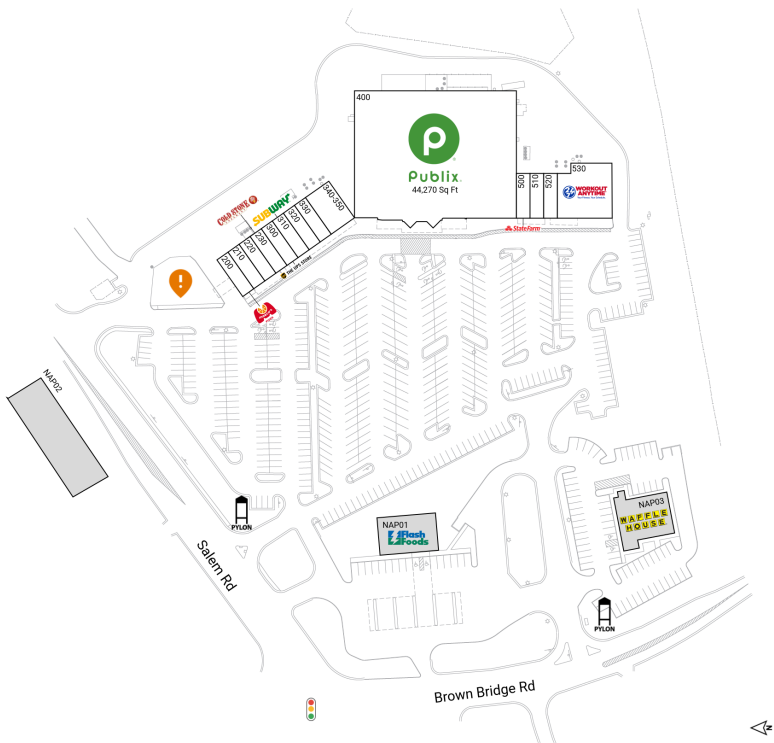 400
Publix.
44,270 Sq Ft
530
WORKOUT
ANYTIME
500
510
520
StateFarm
COLD STONE
SUBWAY
340-350
330
320
310
300
230
220
210
200
THE UPS STORE
!
NAP02
PYLON
NAP01
Flash
Foods
NAP03
WAFFLE
HOUSE
PYLON
Salem Rd
Brown Bridge Rd
N